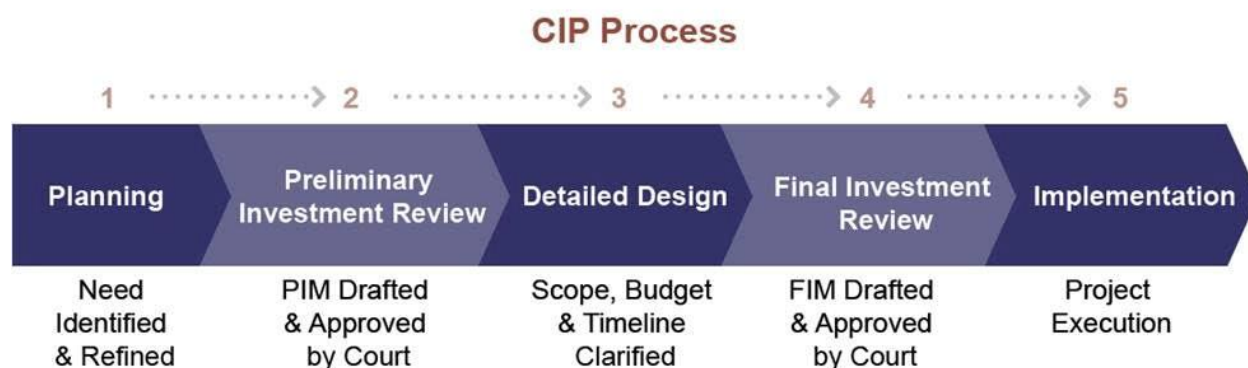 CIP Process
1 2 3 4 5
Planning
Preliminary
Investment Review
Detailed Design
Final Investment
Review
Implementation
Need
Identified
& Refined
PIM Drafted
& Approved
by Court
Scope, Budget
& Timeline
Clarified
FIM Drafted
& Approved
by Court
Project
Execution